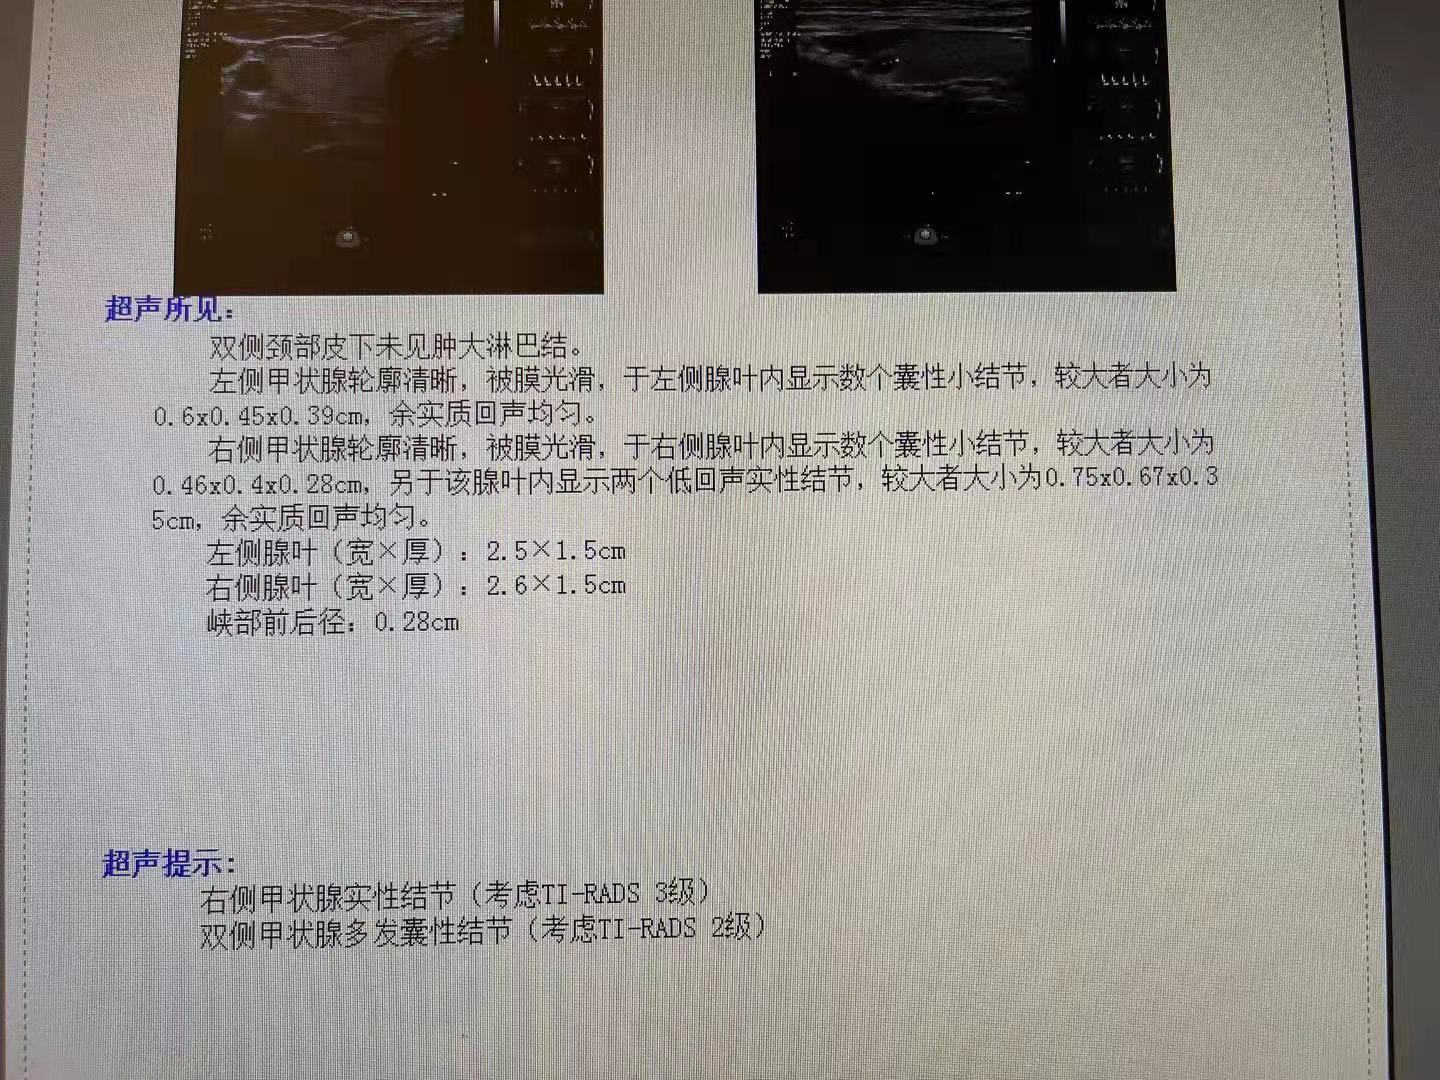 超声所见：
双侧颈部皮下未见肿大淋巴结。
左侧甲状腺轮廓清晰，被膜光滑，于左侧腺叶内显示数个囊性小结节，较大者大小为
0.6x0.45x0.39cm，余实质回声均匀。
右侧甲状腺轮廓清晰，被膜光滑，于右侧腺叶内显示数个囊性小结节，较大者大小为
0.46x0.4x0.28cm，另于该腺叶内显示两个低回声实性结节，较大者大小为0.75x0.67x0.3
5cm，余实质回声均匀。
左侧腺叶（宽×厚）：2.5×1.5cm
右侧腺叶（宽×厚）：2.6×1.5cm
峡部前后径：0.28cm
超声提示：
右侧甲状腺实性结节（考虑TI-RADS 3级）
双侧甲状腺多发囊性结节（考虑TI-RADS 2级）